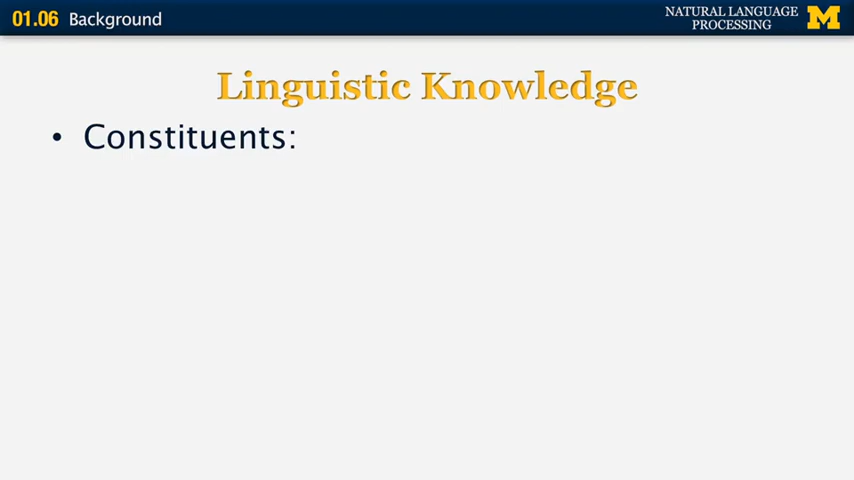 01.06 Background
NATURAL LANGUAGE
PROCESSING
M
Linguistic Knowledge
• Constituents: